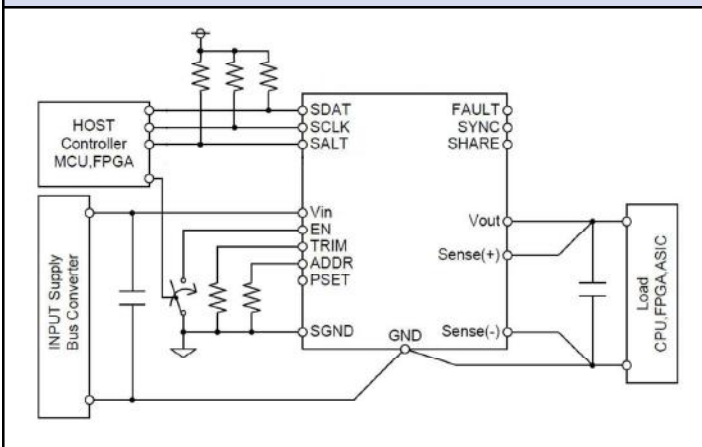 HOST
Controller
MCU,FPGA
SDAT
SCLK
SALT
FAULT
SYNC
SHARE
INPUT Supply
Bus Converter
Vin
EN
TRIM
ADDR
PSET
SGND
GND
Vout
Sense(+)
Sense(-)
Load
CPU,FPGA,ASIC